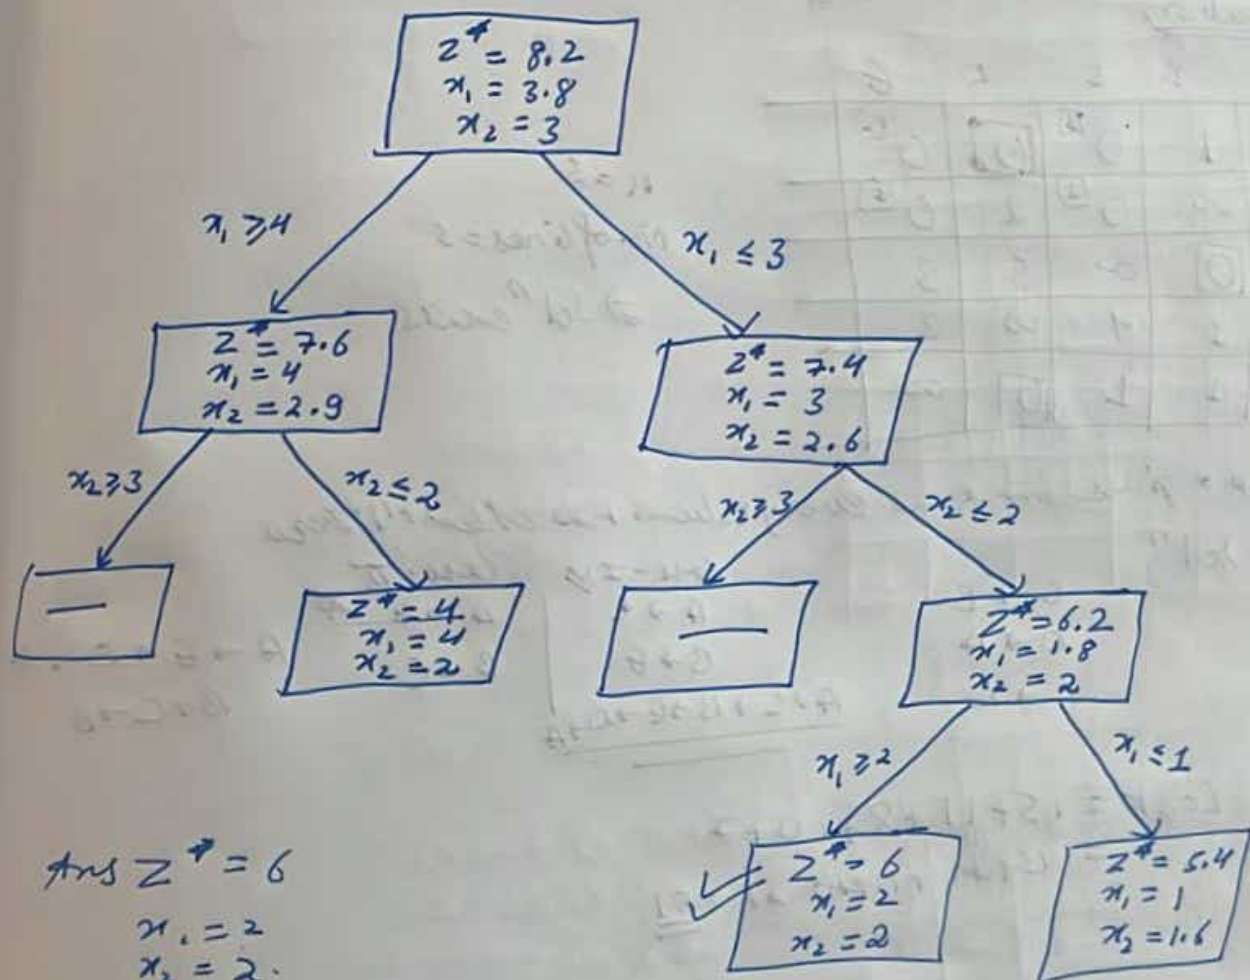 Z* = 8.2
x₁ = 3.8
x₂ = 3
x₁ ≥ 4
x₁ ≤ 3
Z* = 7.6
x₁ = 4
x₂ = 2.9
Z* = 7.4
x₁ = 3
x₂ = 2.6
x₂ ≥ 3
x₂ ≤ 2
x₂ ≥ 3
x₂ ≤ 2
—
Z* = 4
x₁ = 4
x₂ = 2
—
Z* = 6.2
x₁ = 1.8
x₂ = 2
x₁ ≥ 2
x₁ ≤ 1
Z* = 6
x₁ = 2
x₂ = 2
Z* = 5.4
x₁ = 1
x₂ = 1.6
Ans Z* = 6
x₁ = 2
x₂ = 2.